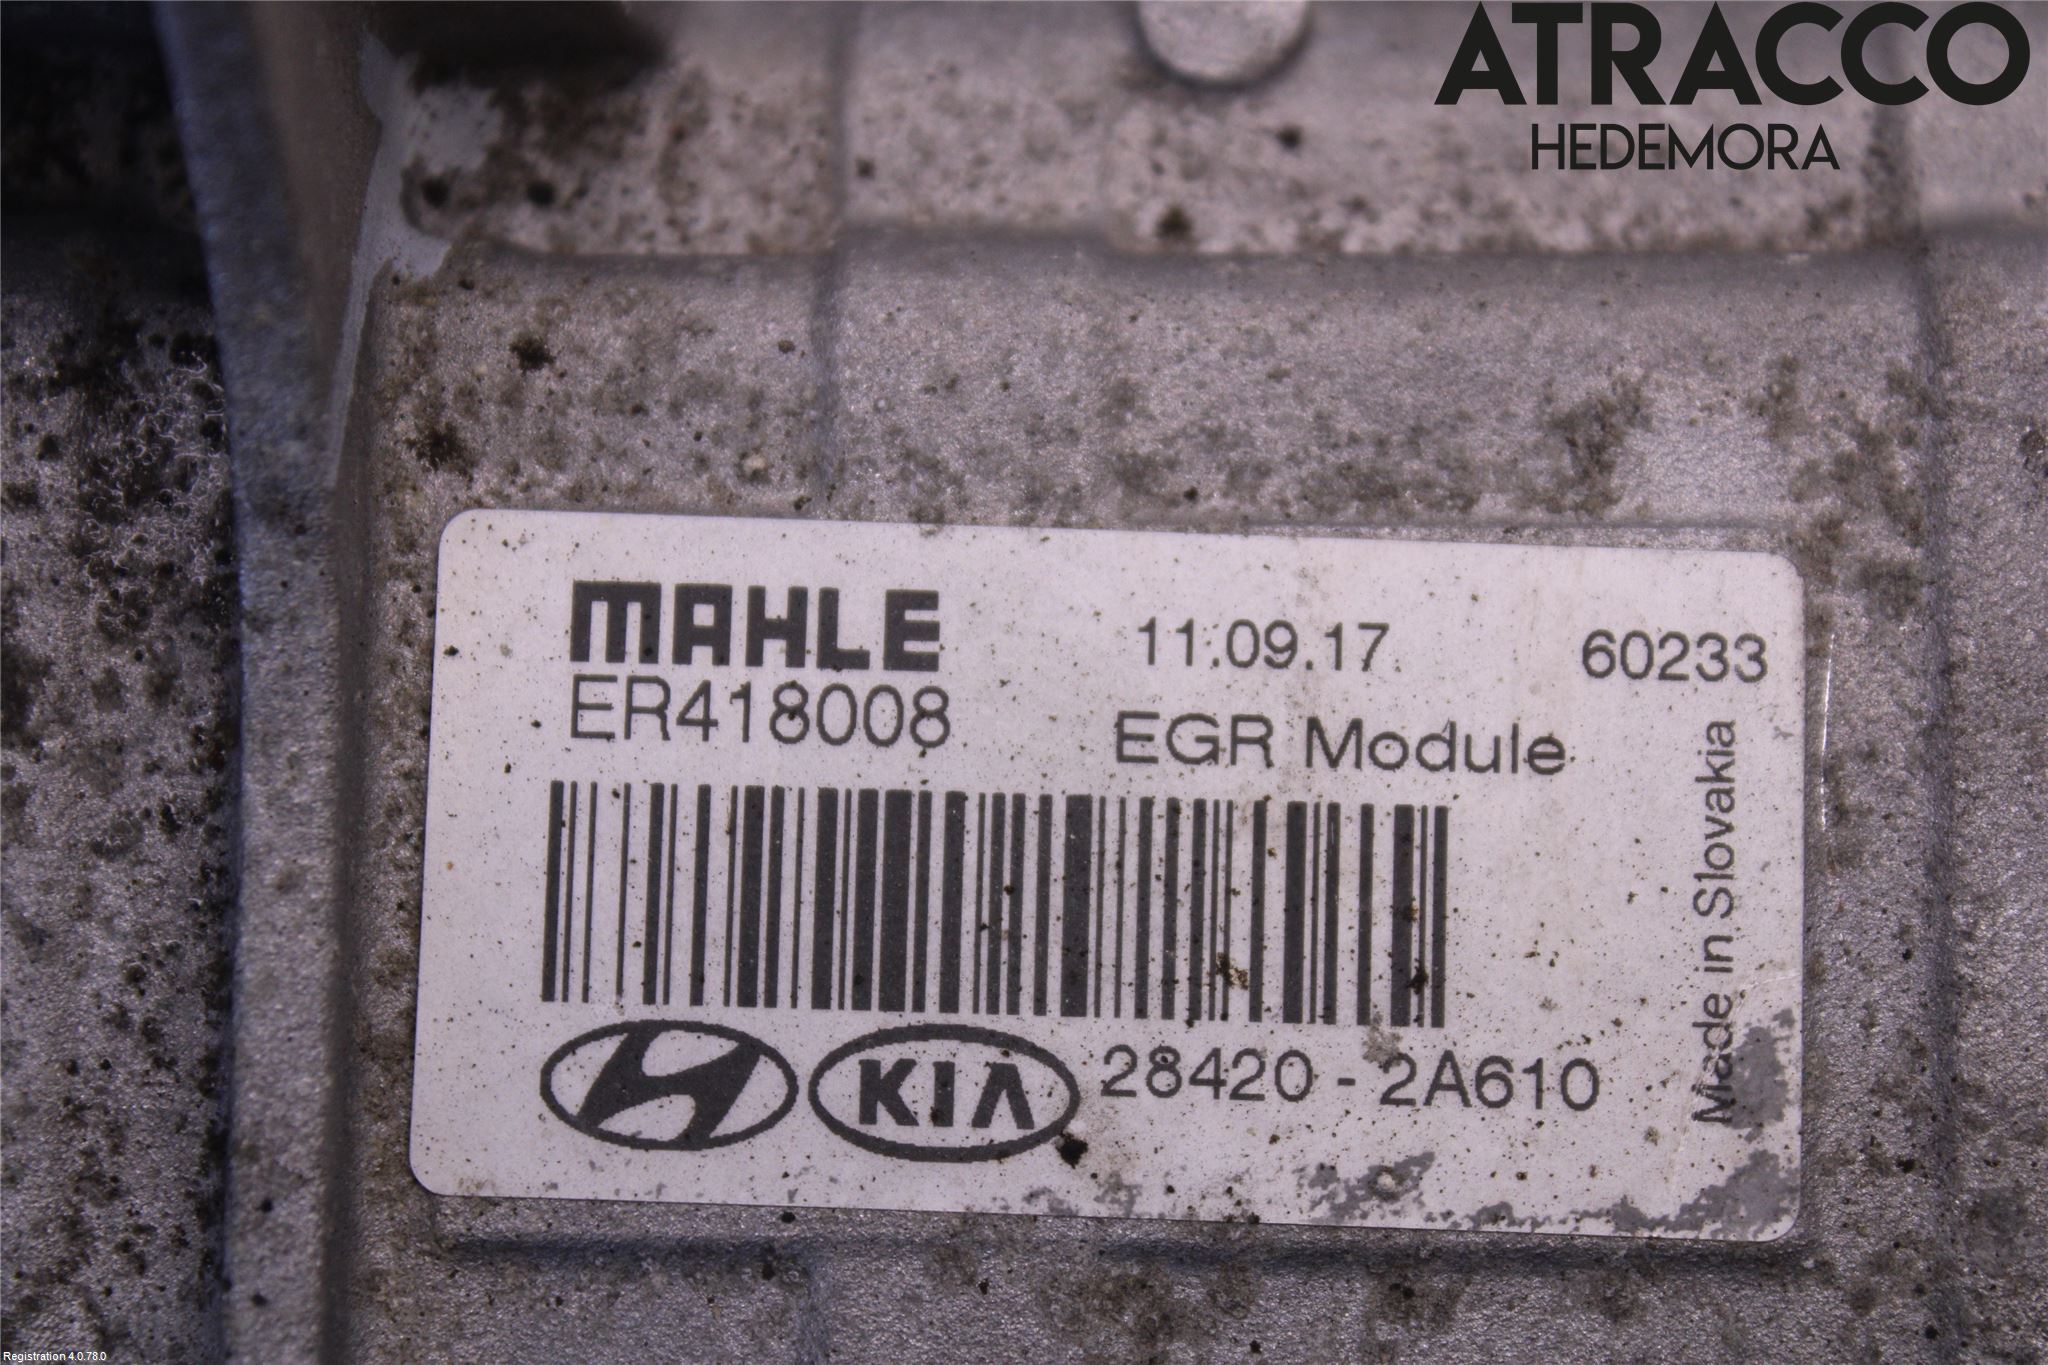 ATRACCO
HEDEMORA
MAHLE 11.09.17 60233
ER418008 EGR Module
Made in Slovakia
KIA 28420 - 2A610
Registration 4.0.78.0